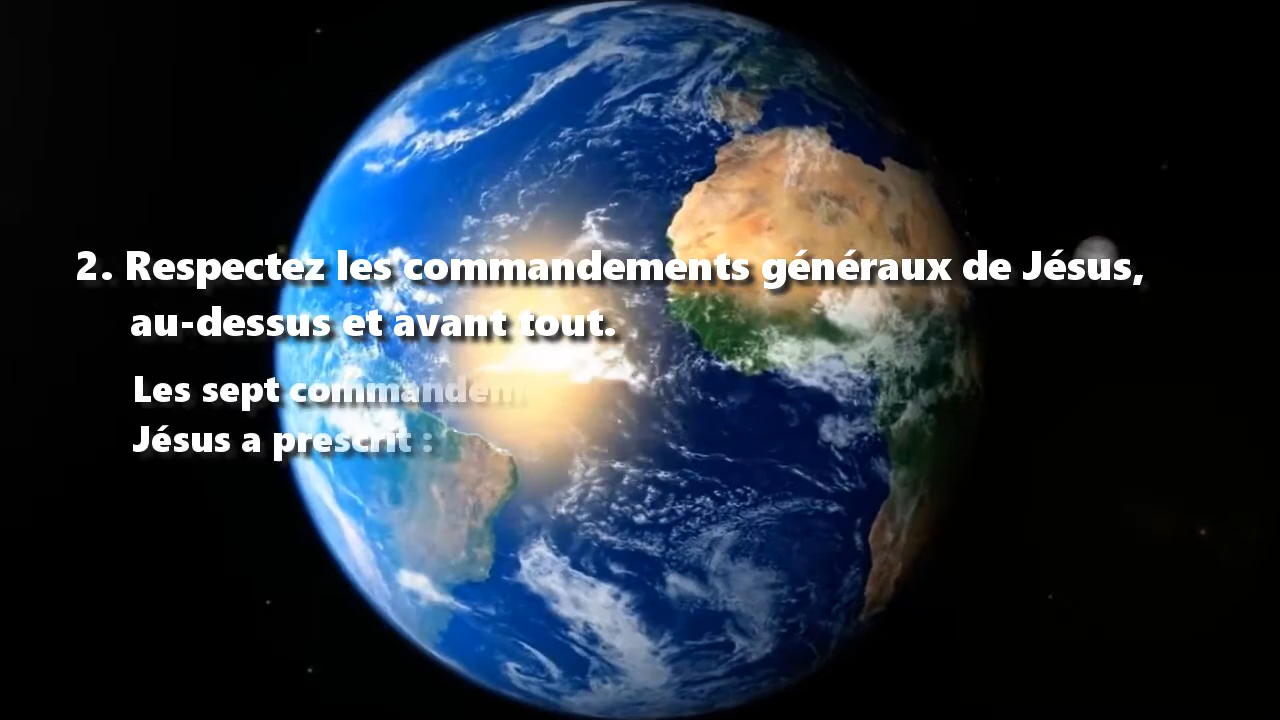 2. Respectez les commandements généraux de Jésus,
au-dessus et avant tout.
Les sept
Jésus a prescrit :